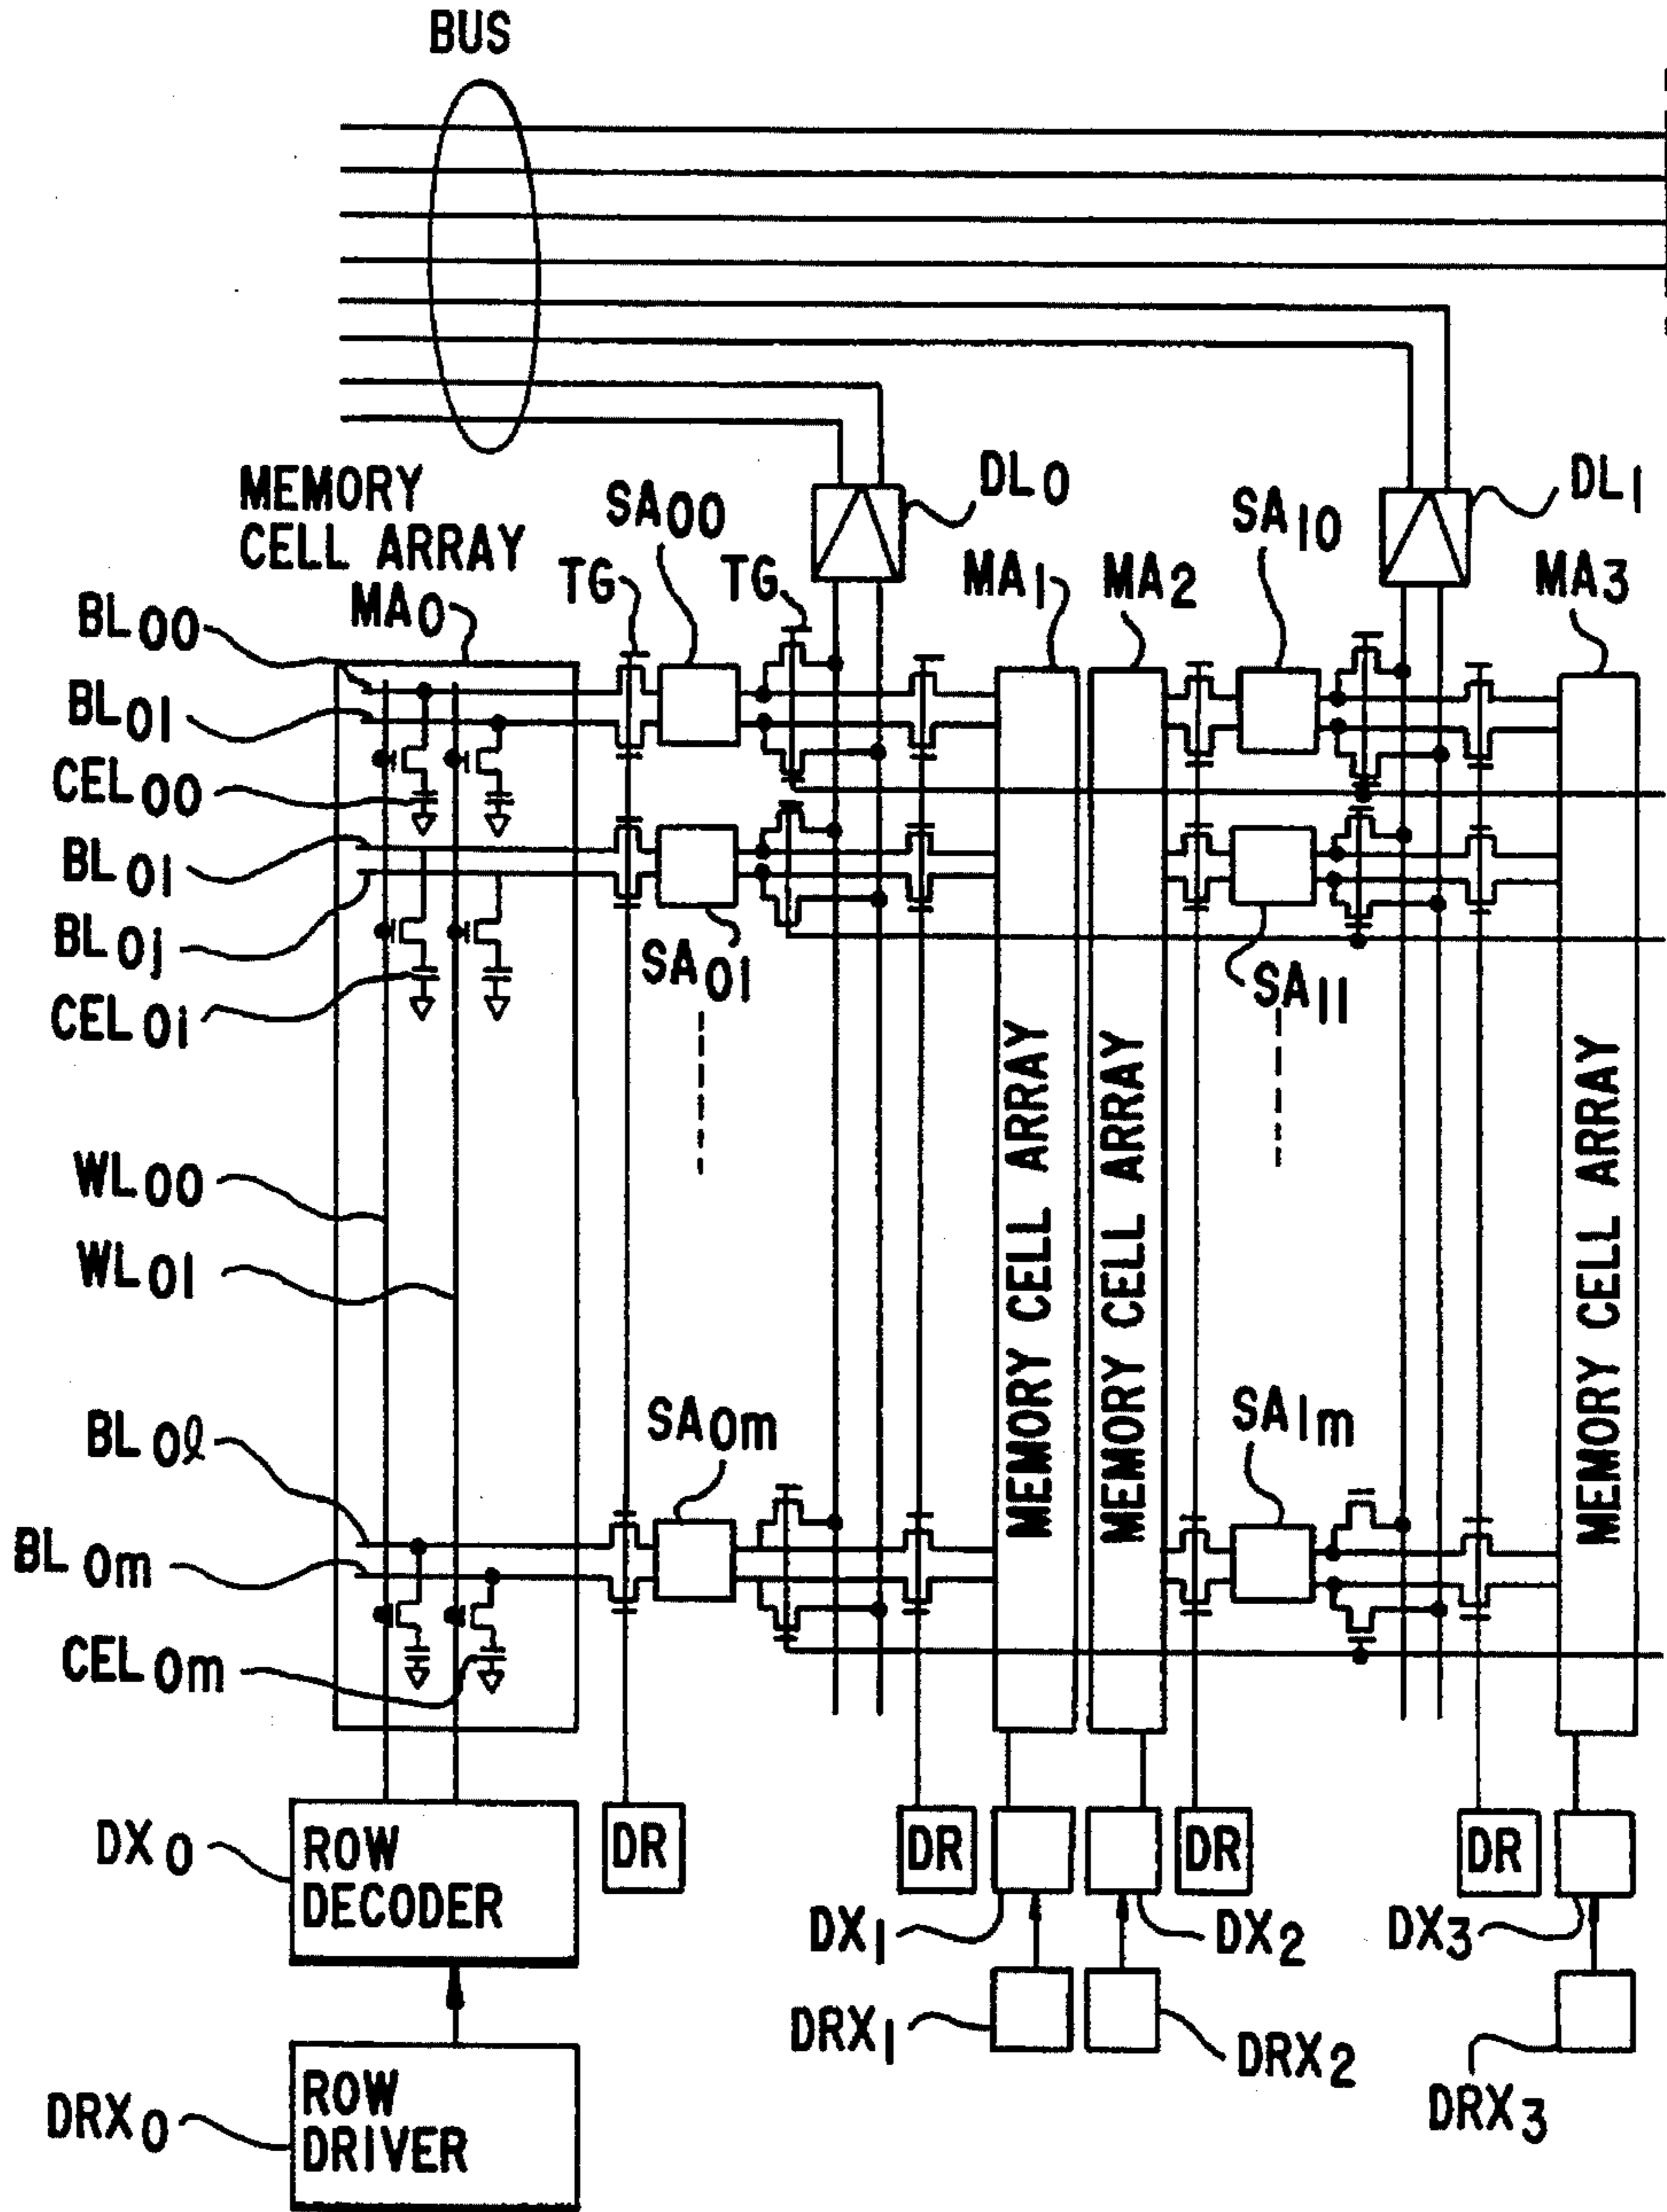 BUS
MEMORY
CELL ARRAY
MA0
SA00
DL0
SA10
DL1
TG
TG
MA1
MA2
MA3
BL00
BL01
CEL00
BL0i
BL0j
CEL0i
SA01
SA11
WL00
WL01
MEMORY CELL ARRAY
MEMORY CELL ARRAY
MEMORY CELL ARRAY
BL0ℓ
SA0m
SA1m
BL0m
CEL0m
DX0
ROW
DECODER
DR
DR
DR
DR
DX1
DX2
DX3
DRX0
ROW
DRIVER
DRX1
DRX2
DRX3